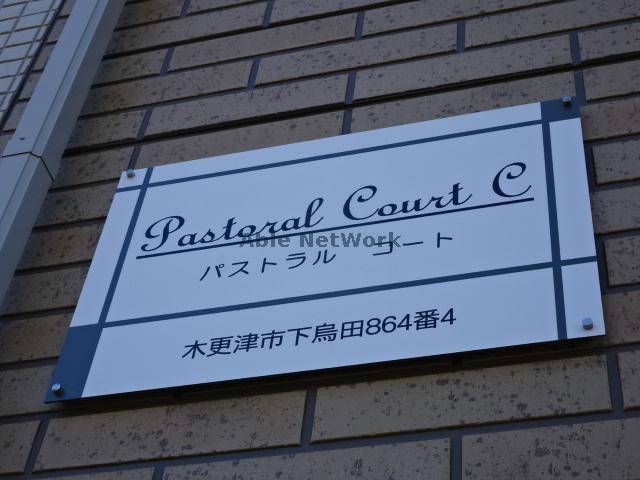 Pastoral Court C
Able NetWork
パストラル コート
木更津市下烏田864番4